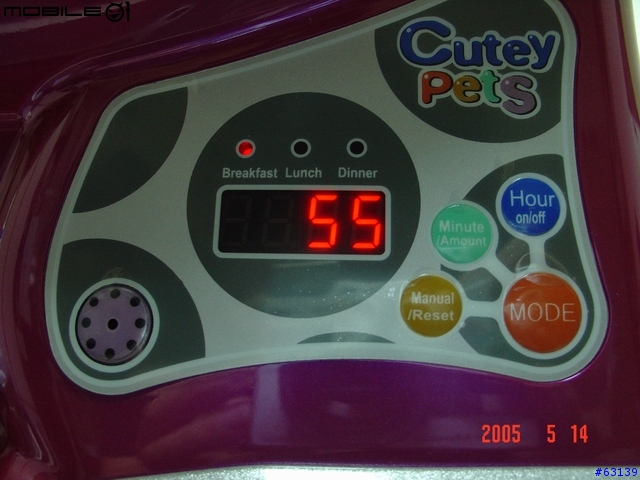 MOBILE01
Cutey
Pets
Breakfast Lunch Dinner
55
Hour
on/off
Minute
/Amount
Manual
/Reset
MODE
2005 5 14
#63139